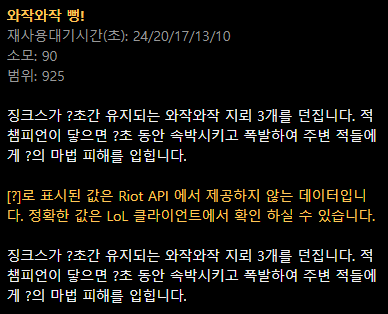 와작와작 뻥!
재사용대기시간(초): 24/20/17/13/10
소모: 90
범위: 925
징크스가 ?초간 유지되는 와작와작 지뢰 3개를 던집니다. 적
챔피언이 닿으면 ?초 동안 속박시키고 폭발하여 주변 적들에
게 ?의 마법 피해를 입힙니다.
[?]로 표시된 값은 Riot API 에서 제공하지 않는 데이터입니
다. 정확한 값은 LoL 클라이언트에서 확인 하실 수 있습니다.
징크스가 ?초간 유지되는 와작와작 지뢰 3개를 던집니다. 적
챔피언이 닿으면 ?초 동안 속박시키고 폭발하여 주변 적들에
게 ?의 마법 피해를 입힙니다.